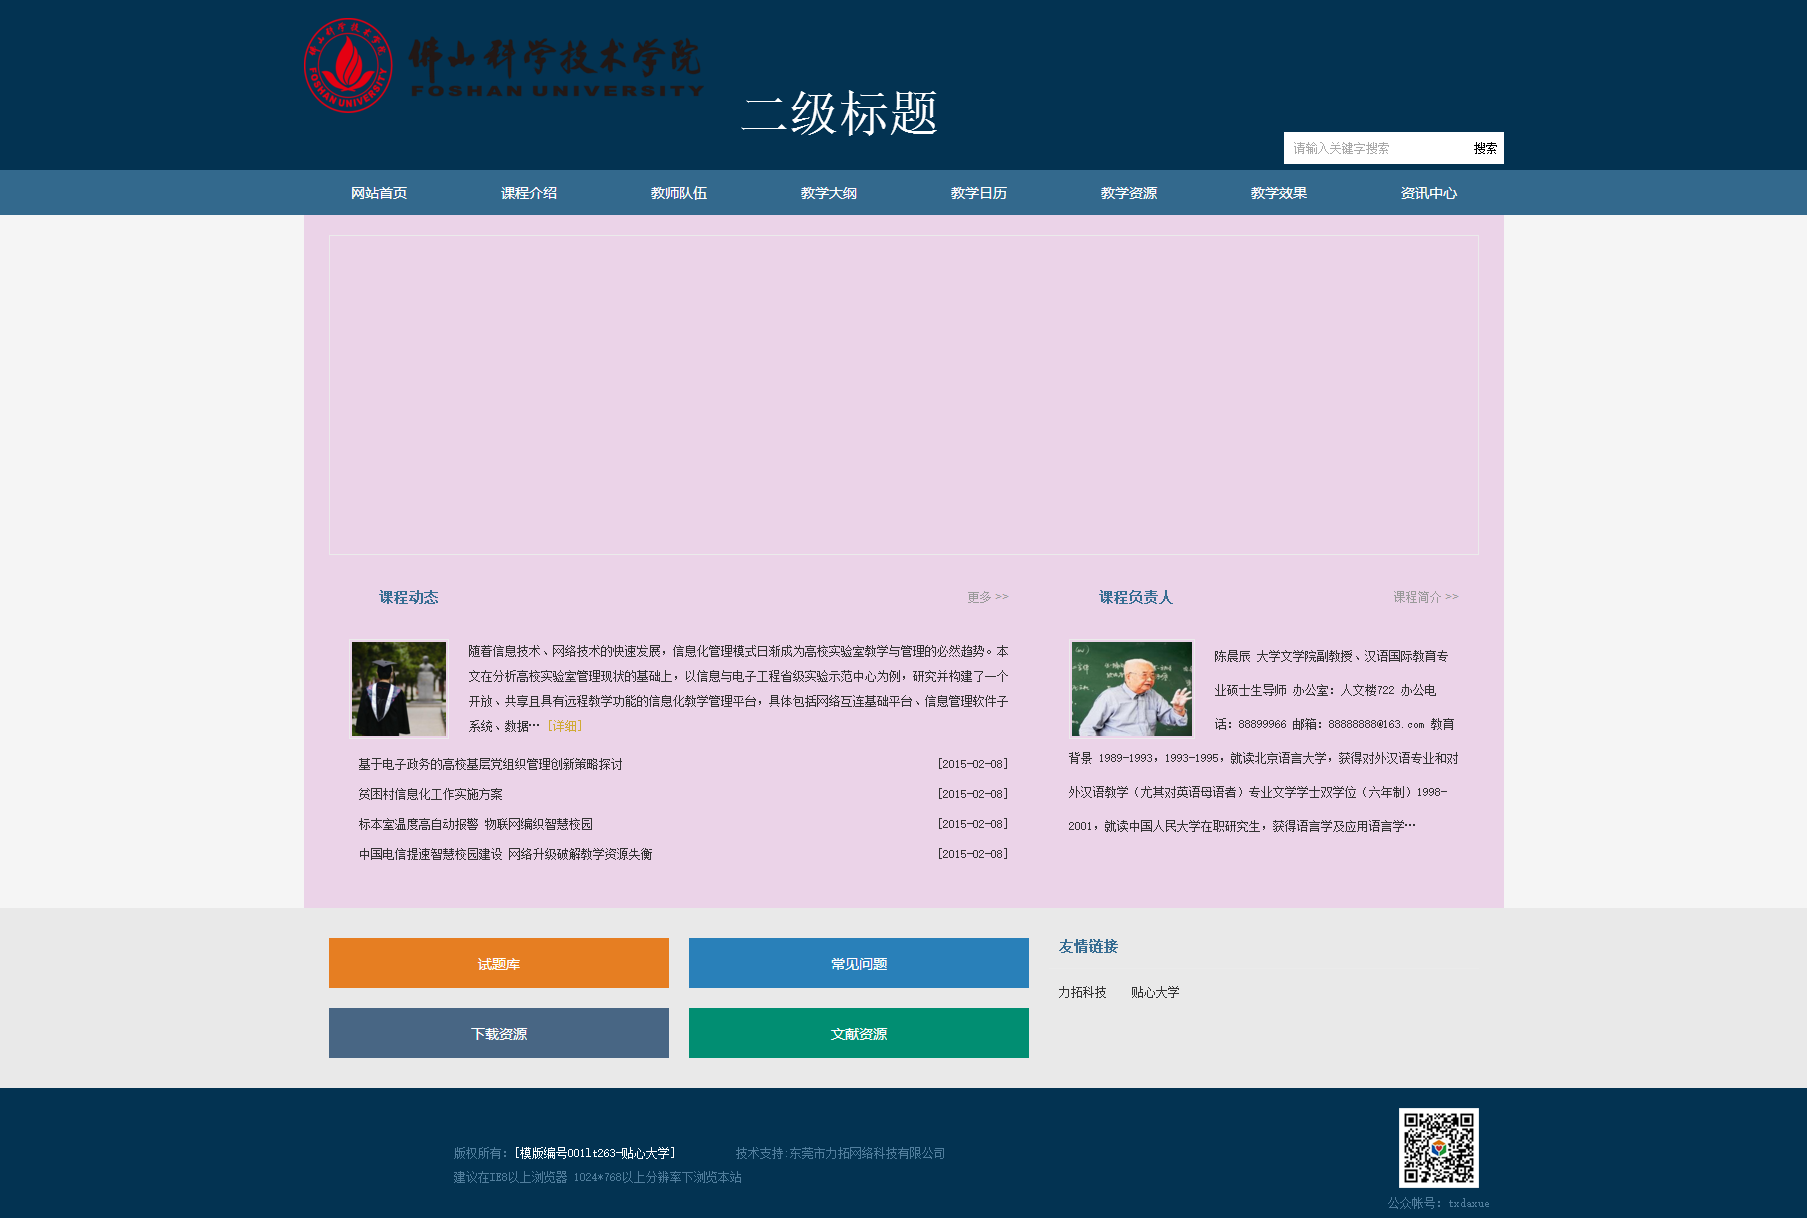 佛山科学技术学院
FOSHAN UNIVERSITY
二级标题
请输入关键字搜索 搜索
网站首页 课程介绍 教师队伍 教学大纲 教学日历 教学资源 教学效果 资讯中心
课程动态 更多 >>
随着信息技术、网络技术的快速发展，信息化管理模式日渐成为高校实验室教学与管理的必然趋势。本
文在分析高校实验室管理现状的基础上，以信息与电子工程省级实验示范中心为例，研究并构建了一个
开放、共享且具有远程教学功能的信息化教学管理平台，具体包括网络互连基础平台、信息管理软件子
系统、数据… [详细]
基于电子政务的高校基层党组织管理创新策略探讨 [2015-02-08]
贫困村信息化工作实施方案 [2015-02-08]
标本室温度高自动报警 物联网编织智慧校园 [2015-02-08]
中国电信提速智慧校园建设 网络升级破解教学资源失衡 [2015-02-08]
课程负责人 课程简介 >>
陈晨辰 大学文学院副教授、汉语国际教育专
业硕士生导师 办公室：人文楼722 办公电
话：88899966 邮箱：88888888@163.com 教育
背景 1989-1993，1993-1995，就读北京语言大学，获得对外汉语专业和对
外汉语教学（尤其对英语母语者）专业文学学士双学位（六年制）1998-
2001，就读中国人民大学在职研究生，获得语言学及应用语言学…
试题库 常见问题
下载资源 文献资源
友情链接
力拓科技 贴心大学
版权所有：[模版编号001lt263-贴心大学] 技术支持:东莞市力拓网络科技有限公司
建议在IE8以上浏览器 1024*768以上分辨率下浏览本站
公众帐号：txdaxue